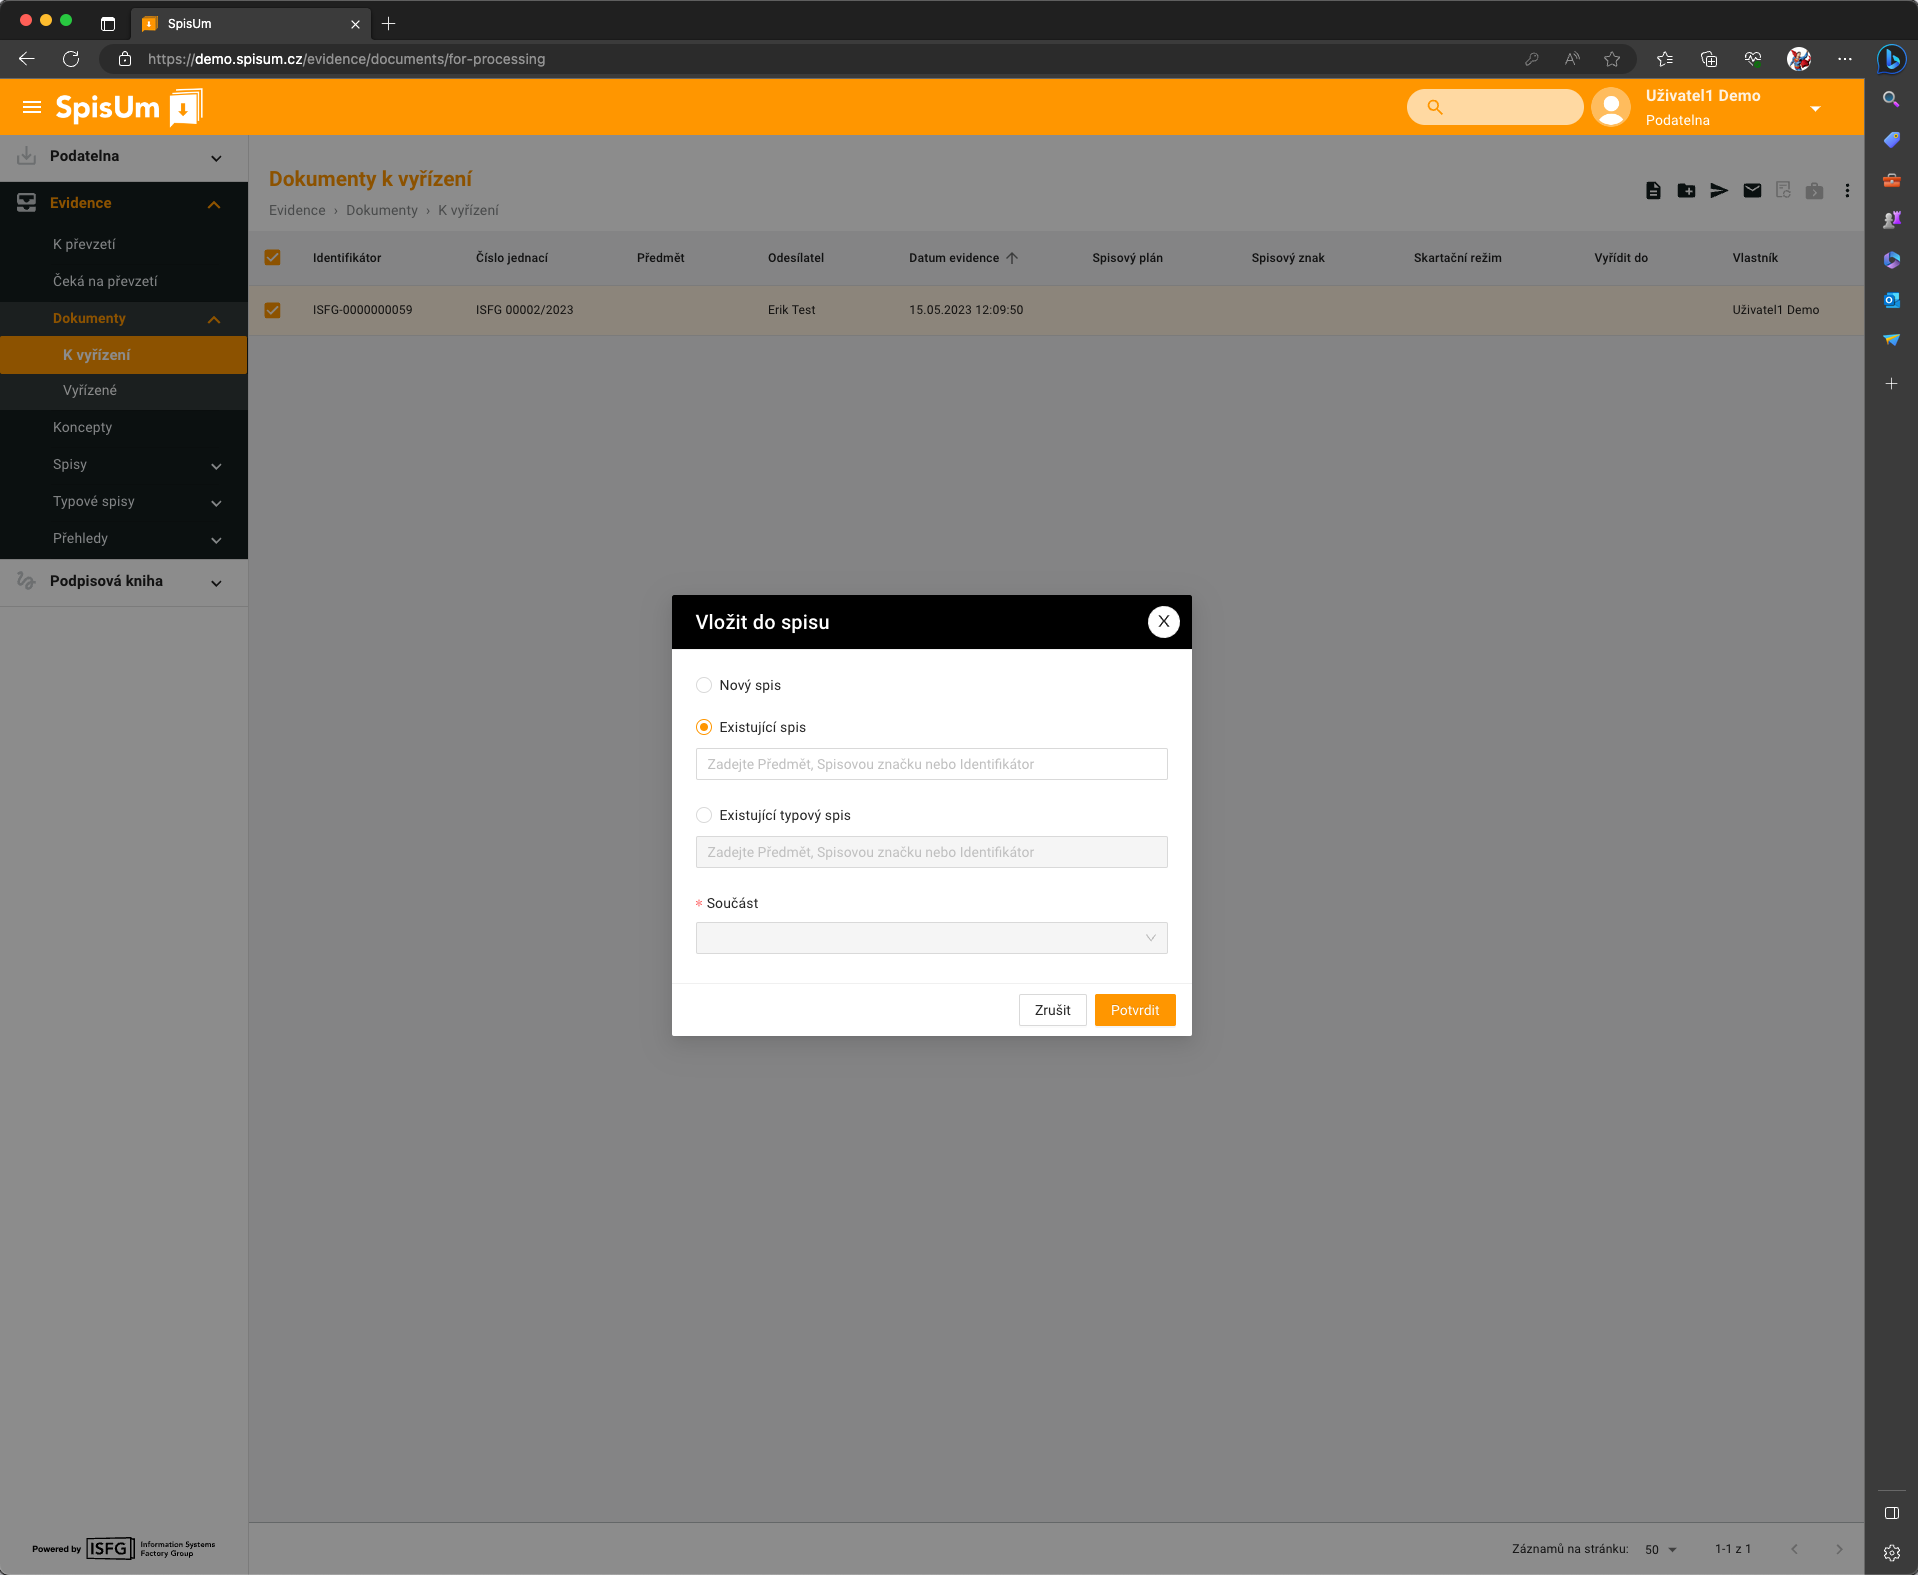 SpisUm
https://demo.spisum.cz/evidence/documents/for-processing
SpisUm
Uživatel1 Demo
Podatelna
Podatelna
Evidence
K převzetí
Čeká na převzetí
Dokumenty
K vyřízení
Vyřízené
Koncepty
Spisy
Typové spisy
Přehledy
Podpisová kniha
Dokumenty k vyřízení
Evidence › Dokumenty › K vyřízení
Identifikátor Číslo jednací Předmět Odesílatel Datum evidence Spisový plán Spisový znak Skartační režim Vyřídit do Vlastník
ISFG-0000000059 ISFG 00002/2023 Erik Test 15.05.2023 12:09:50 Uživatel1 Demo
Vložit do spisu
X
Nový spis
Existující spis
Zadejte Předmět, Spisovou značku nebo Identifikátor
Existující typový spis
Zadejte Předmět, Spisovou značku nebo Identifikátor
* Součást
Zrušit Potvrdit
Powered by ISFG Information Systems
Factory Group
Záznamů na stránku: 50 1-1 z 1